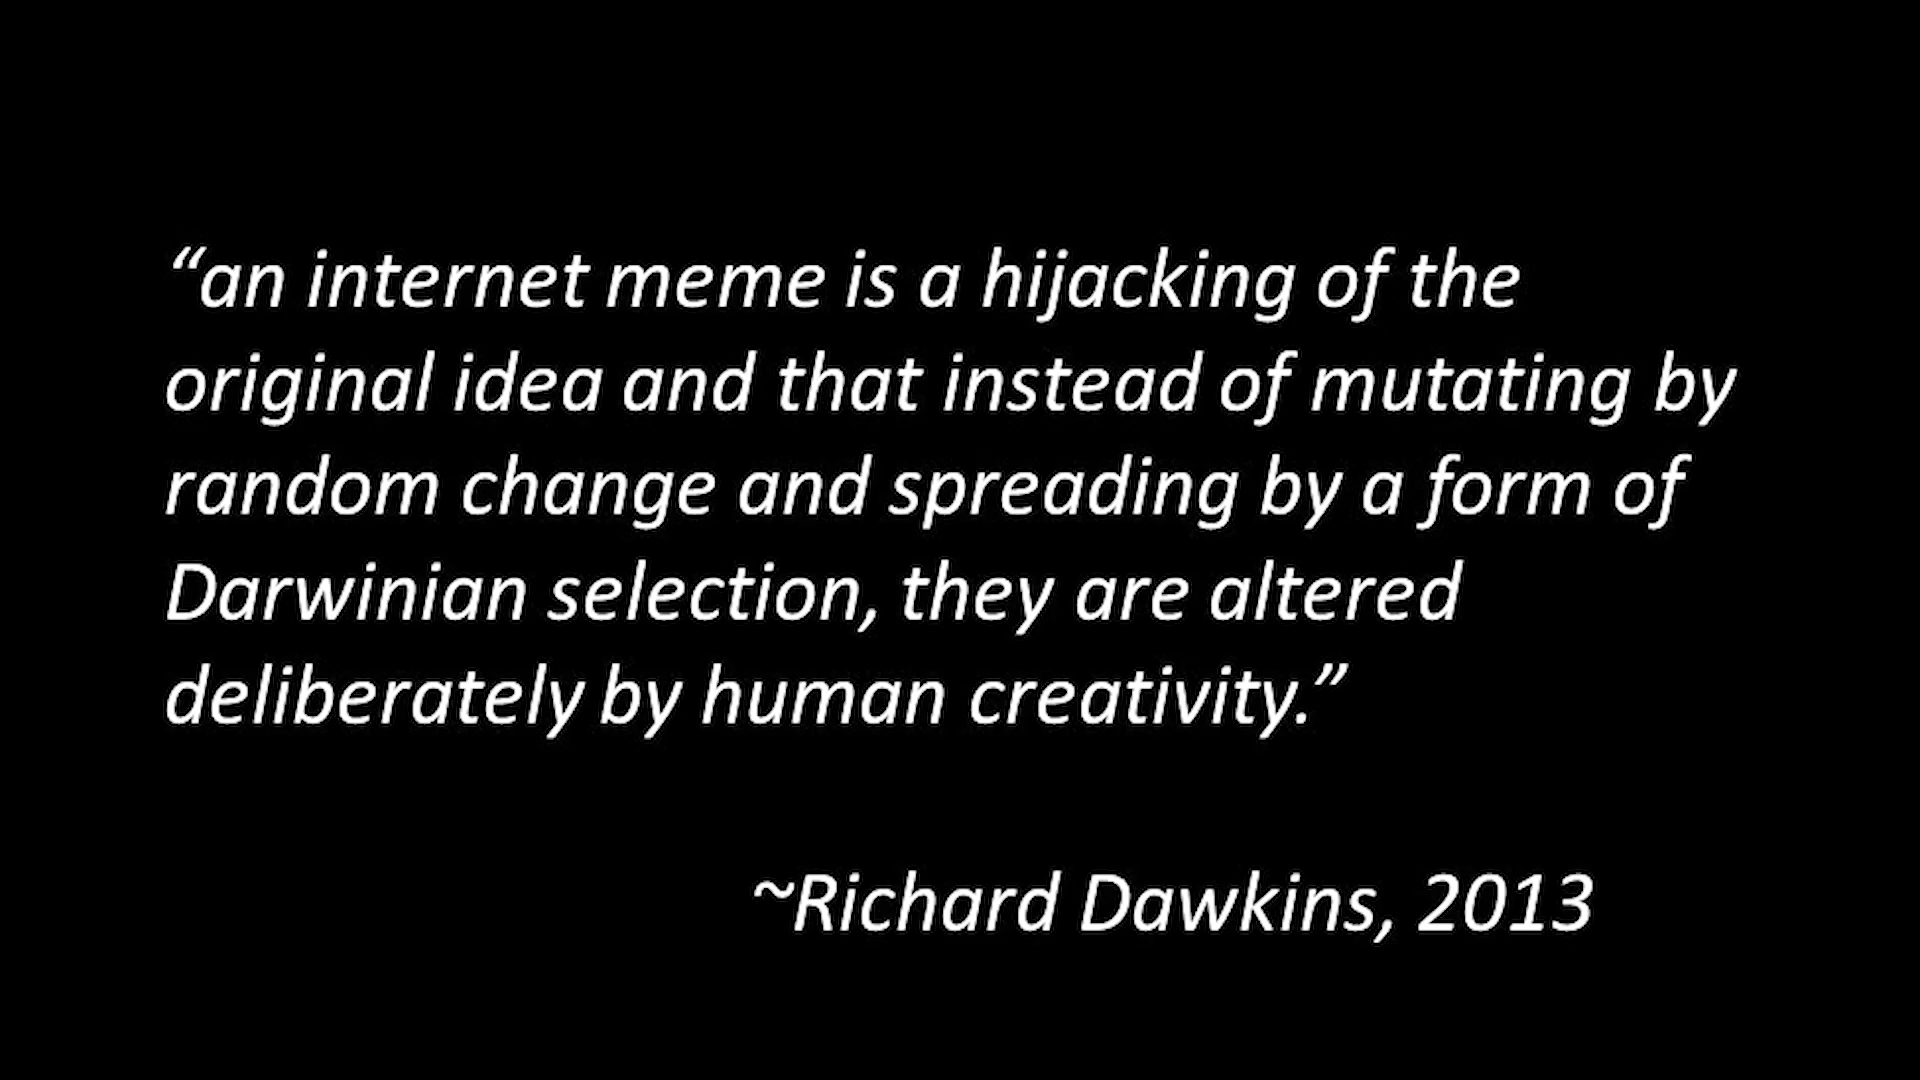 “an internet meme is a hijacking of the
original idea and that instead of mutating by
random change and spreading by a form of
Darwinian selection, they are altered
deliberately by human creativity.”
~Richard Dawkins, 2013